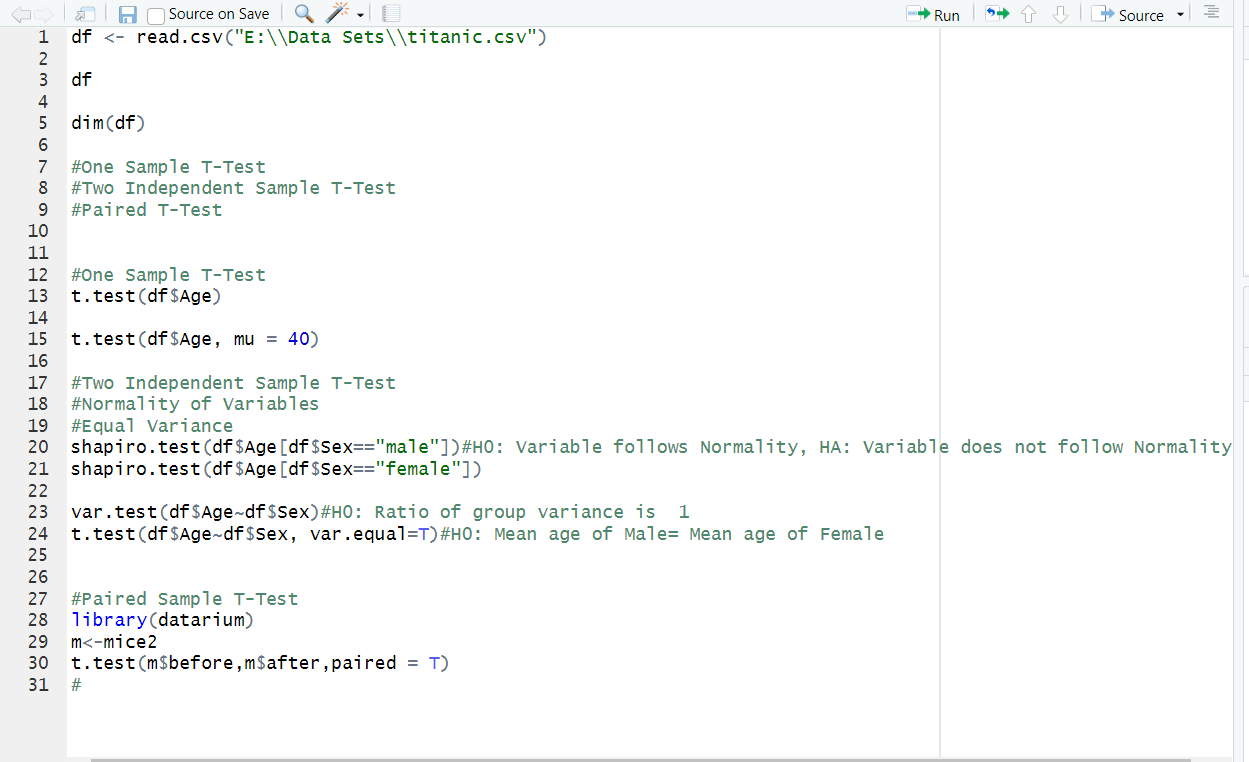 Source on Save Run Source
1 df <- read.csv("E:\\Data Sets\\titanic.csv")
2
3 df
4
5 dim(df)
6
7 #One Sample T-Test
8 #Two Independent Sample T-Test
9 #Paired T-Test
10
11
12 #One Sample T-Test
13 t.test(df$Age)
14
15 t.test(df$Age, mu = 40)
16
17 #Two Independent Sample T-Test
18 #Normality of Variables
19 #Equal Variance
20 shapiro.test(df$Age[df$Sex=="male"])#H0: Variable follows Normality, HA: Variable does not follow Normality
21 shapiro.test(df$Age[df$Sex=="female"])
22
23 var.test(df$Age~df$Sex)#H0: Ratio of group variance is  1
24 t.test(df$Age~df$Sex, var.equal=T)#H0: Mean age of Male= Mean age of Female
25
26
27 #Paired Sample T-Test
28 library(datarium)
29 m<-mice2
30 t.test(m$before,m$after,paired = T)
31 #